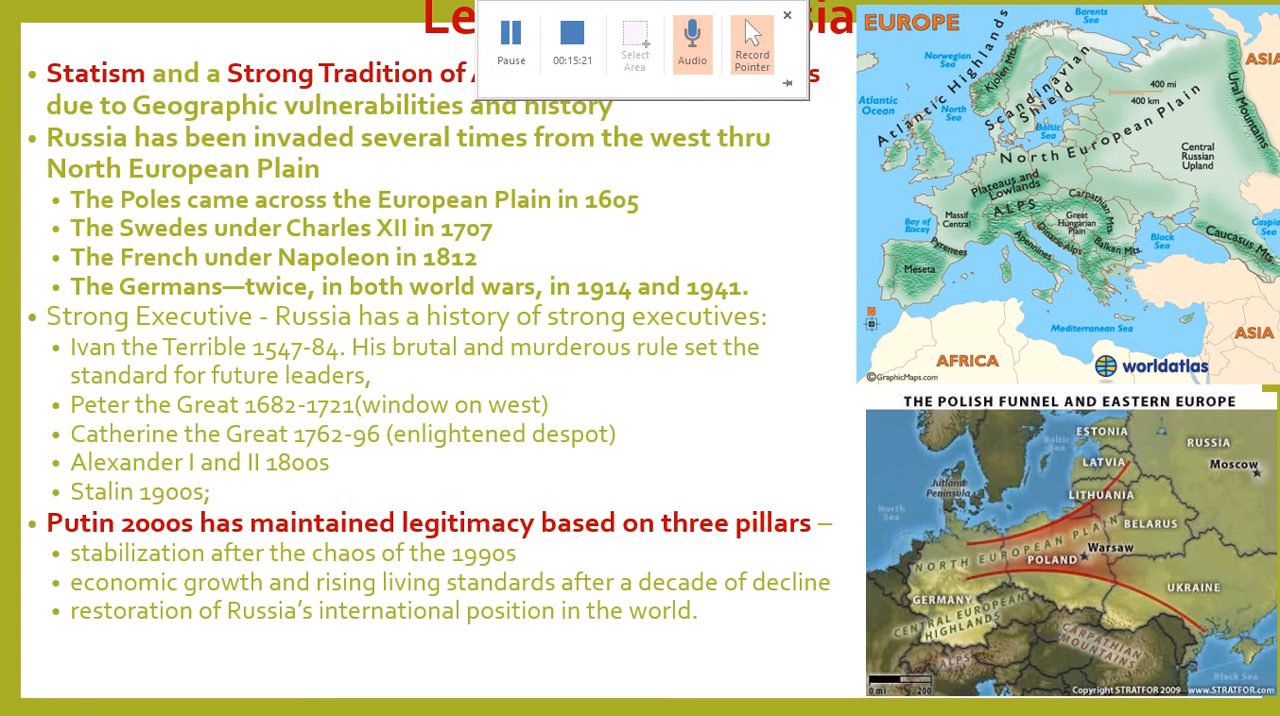 • Statism and a Strong Tradition of
due to Geographic vulnerabilities and history
• Russia has been invaded several times from the west thru
North European Plain
• The Poles came across the European Plain in 1605
• The Swedes under Charles XII in 1707
• The French under Napoleon in 1812
• The Germans—twice, in both world wars, in 1914 and 1941.
• Strong Executive - Russia has a history of strong executives:
• Ivan the Terrible 1547-84. His brutal and murderous rule set the
standard for future leaders,
• Peter the Great 1682-1721(window on west)
• Catherine the Great 1762-96 (enlightened despot)
• Alexander I and II 1800s
• Stalin 1900s;
• Putin 2000s has maintained legitimacy based on three pillars –
• stabilization after the chaos of the 1990s
• economic growth and rising living standards after a decade of decline
• restoration of Russia's international position in the world.
Pause
00:15:21
Select
Area
Audio
Record
Pointer
EUROPE
Barents
Sea
Norwegian
Sea
ASIA
Atlantic Highlands
Kjolen Mts.
Scandinavian
Shield
400 mi
400 km
Ural Mountains
Atlantic
Ocean
North
Sea
Baltic
Sea
North European Plain
Central
Russian
Upland
Plateaus and
Lowlands
Carpathian Mts.
ALPS
Bay of
Biscay
Massif
Central
Great
Hungarian
Plain
Pyrenees
Apennines
Dinaric Alps
Balkan Mts.
Black
Sea
Caucasus Mts.
Caspia
Sea
Meseta
Mediterranean Sea
ASIA
AFRICA
worldatlas
©GraphicMaps.com
THE POLISH FUNNEL AND EASTERN EUROPE
ESTONIA
Baltic
Sea
RUSSIA
LATVIA
Moscow
Jutland
Peninsula
LITHUANIA
North
Sea
BELARUS
NORTH EUROPEAN PLAIN
Warsaw
POLAND
UKRAINE
GERMANY
CENTRAL EUROPEAN
HIGHLANDS
CARPATHIAN
MOUNTAINS
ALPS
Black Sea
0 mi 200
Copyright STRATFOR 2009 www.STRATFOR.com